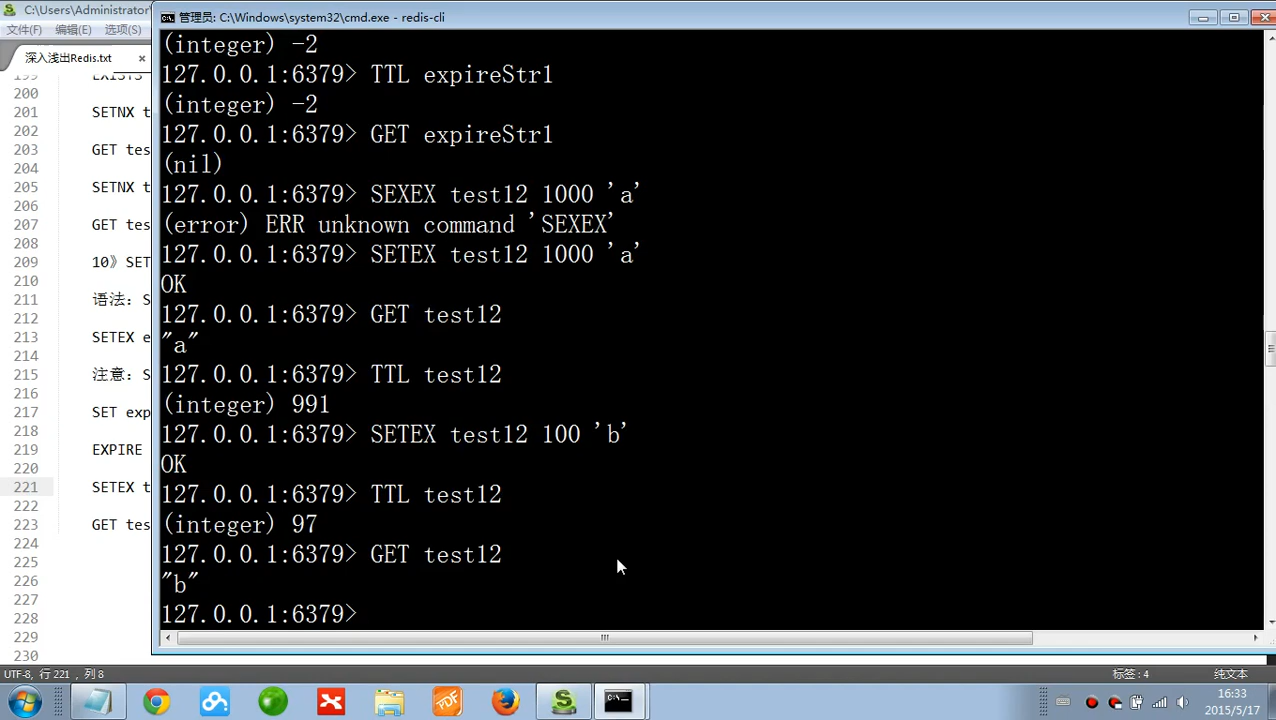 C:\Users\Administrator
管理员: C:\Windows\system32\cmd.exe - redis-cli
文件(F) 编辑(E) 选项(S)
深入浅出Redis.txt
(integer) -2
127.0.0.1:6379> TTL expireStr1
(integer) -2
127.0.0.1:6379> GET expireStr1
(nil)
127.0.0.1:6379> SEXEX test12 1000 'a'
(error) ERR unknown command 'SEXEX'
127.0.0.1:6379> SETEX test12 1000 'a'
OK
127.0.0.1:6379> GET test12
"a"
127.0.0.1:6379> TTL test12
(integer) 991
127.0.0.1:6379> SETEX test12 100 'b'
OK
127.0.0.1:6379> TTL test12
(integer) 97
127.0.0.1:6379> GET test12
"b"
127.0.0.1:6379>
199 EXISTS
200
201 SETNX t
202
203 GET tes
204
205 SETNX t
206
207 GET tes
208
209 10》SET
210
211 语法: S
212
213 SETEX e
214
215 注意: S
216
217 SET exp
218
219 EXPIRE
220
221 SETEX t
222
223 GET tes
224
225
226
227
228
229
230
UTF-8, 行 221 , 列 8
标签: 4
纯文本
PDF
16:33
2015/5/17